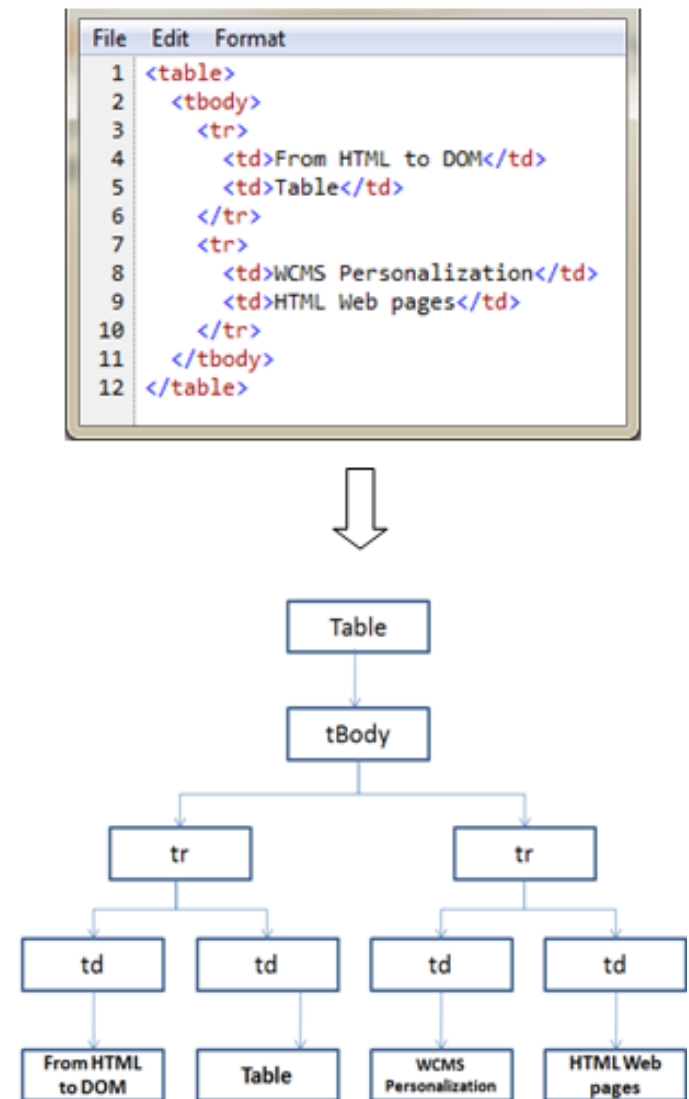 File Edit Format
1 <table>
2 <tbody>
3 <tr>
4 <td>From HTML to DOM</td>
5 <td>Table</td>
6 </tr>
7 <tr>
8 <td>WCMS Personalization</td>
9 <td>HTML Web pages</td>
10 </tr>
11 </tbody>
12 </table>
Table
tBody
tr tr
td td td td
From HTML
to DOM
Table
WCMS
Personalization
HTML Web
pages